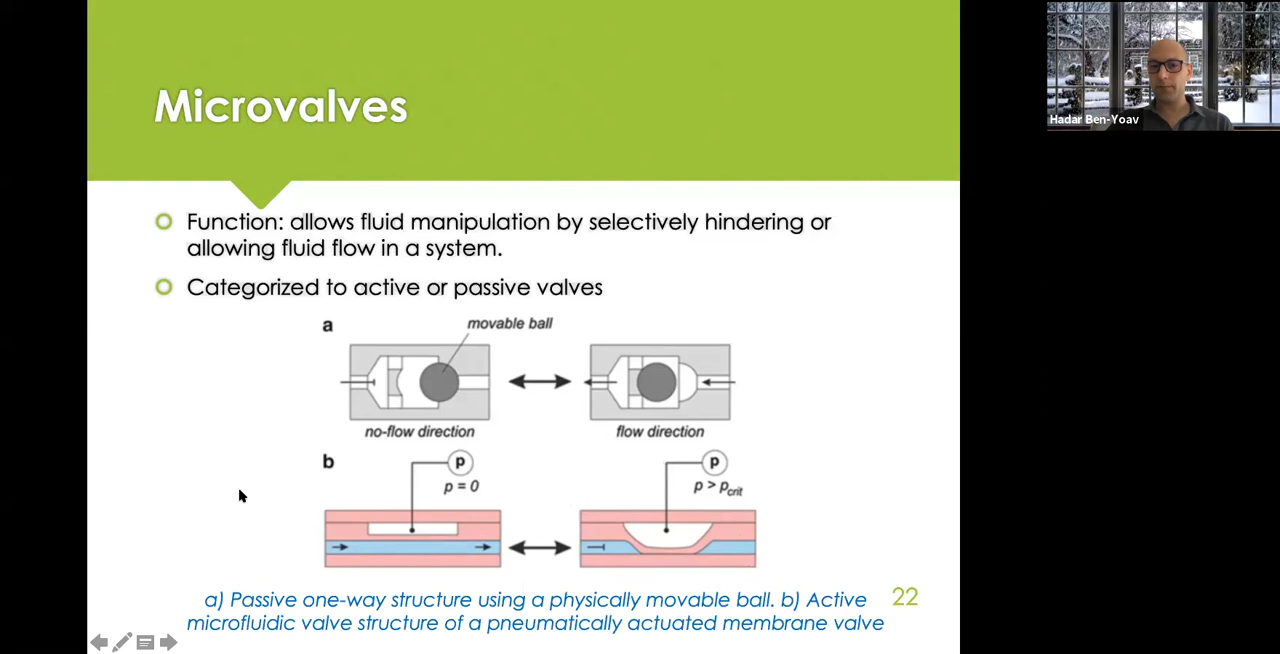 Microvalves
Hadar Ben-Yoav
Function: allows fluid manipulation by selectively hindering or
allowing fluid flow in a system.
Categorized to active or passive valves
a
movable ball
no-flow direction
flow direction
b
p
p = 0
p
p > pcrit
a) Passive one-way structure using a physically movable ball. b) Active
microfluidic valve structure of a pneumatically actuated membrane valve
22